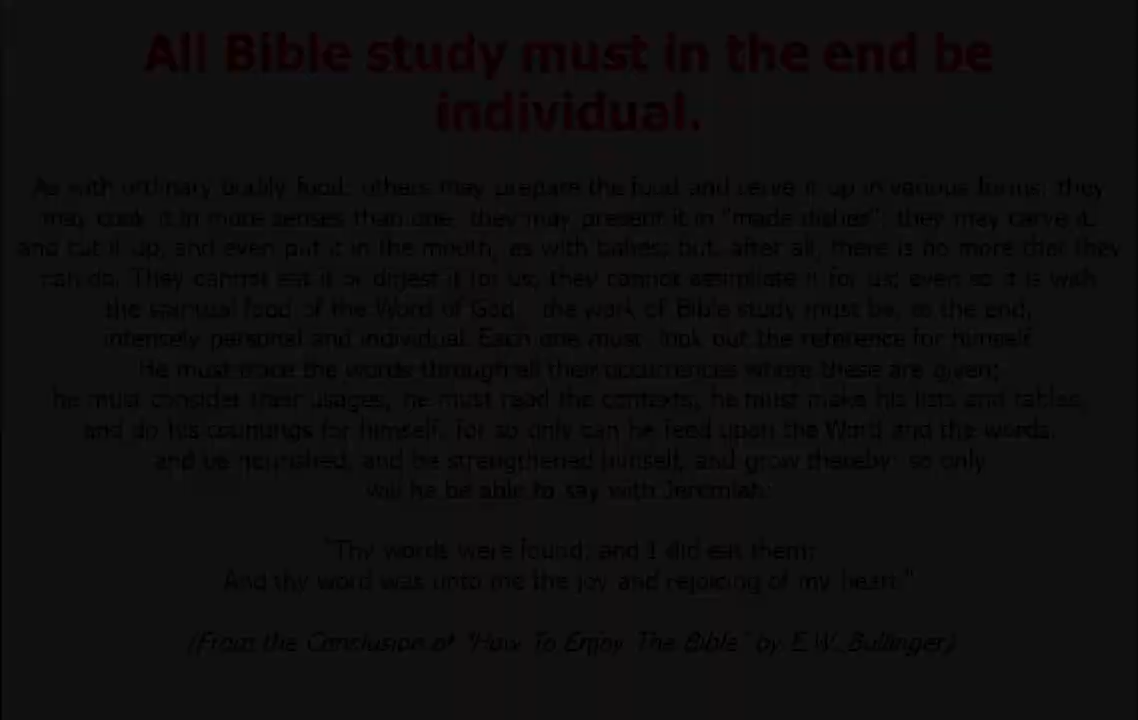 All Bible study must in the end be
individual.
As with ordinary bodily food: others may prepare the food and serve it up in various forms; they
may cook it in more senses than one; they may present it in "made dishes"; they may carve it,
and cut it up, and even put it in the mouth, as with babies; but, after all, there is no more that they
can do. They cannot eat it or digest it for us; they cannot assimilate it for us; even so it is with
the spiritual food of the Word of God, the work of Bible study must be, in the end,
intensely personal and individual. Each one must look out the reference for himself.
He must trace the words through all their occurrences where these are given;
he must consider their usages; he must read the contexts; he must make his lists and tables,
and do his countings for himself, for so only can he feed upon the Word and the words,
and be nourished, and be strengthened himself, and grow thereby: so only
will he be able to say with Jeremiah:
"Thy words were found, and I did eat them;
And thy word was unto me the joy and rejoicing of my heart."
(From the Conclusion of "How To Enjoy The Bible" by E.W. Bullinger)